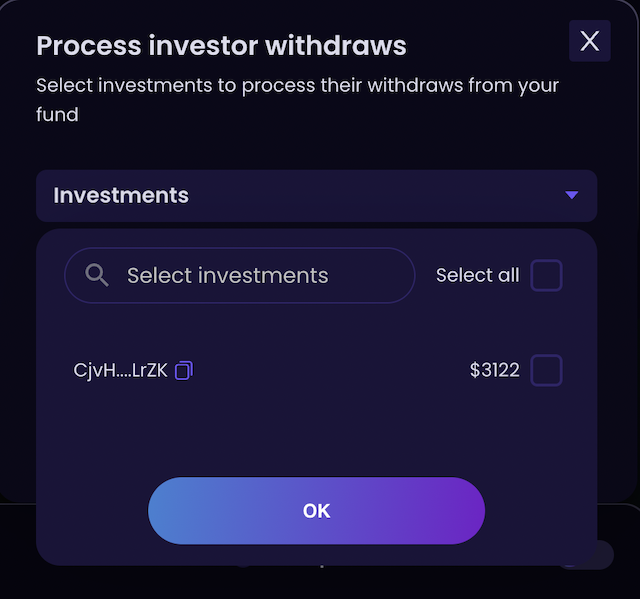 Process investor withdraws
X
Select investments to process their withdraws from your
fund
Investments
Select investments
Select all
CjvH....LrZK
$3122
OK